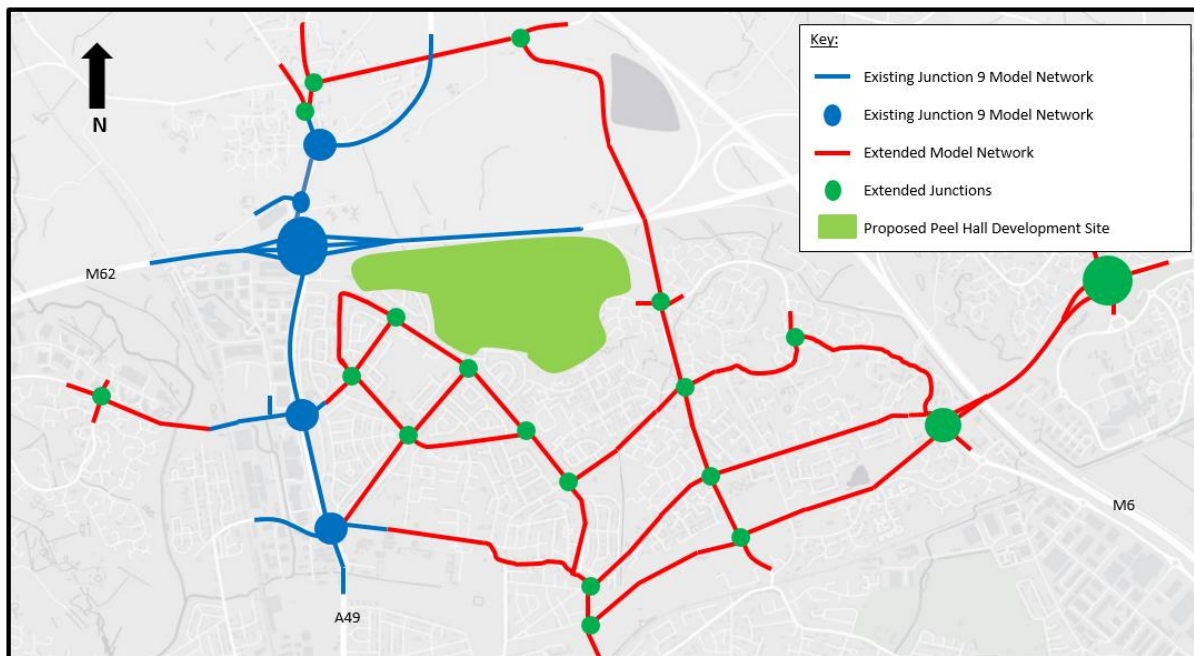 Key:
Existing Junction 9 Model Network
Existing Junction 9 Model Network
Extended Model Network
Extended Junctions
Proposed Peel Hall Development Site
N
M62
M6
A49